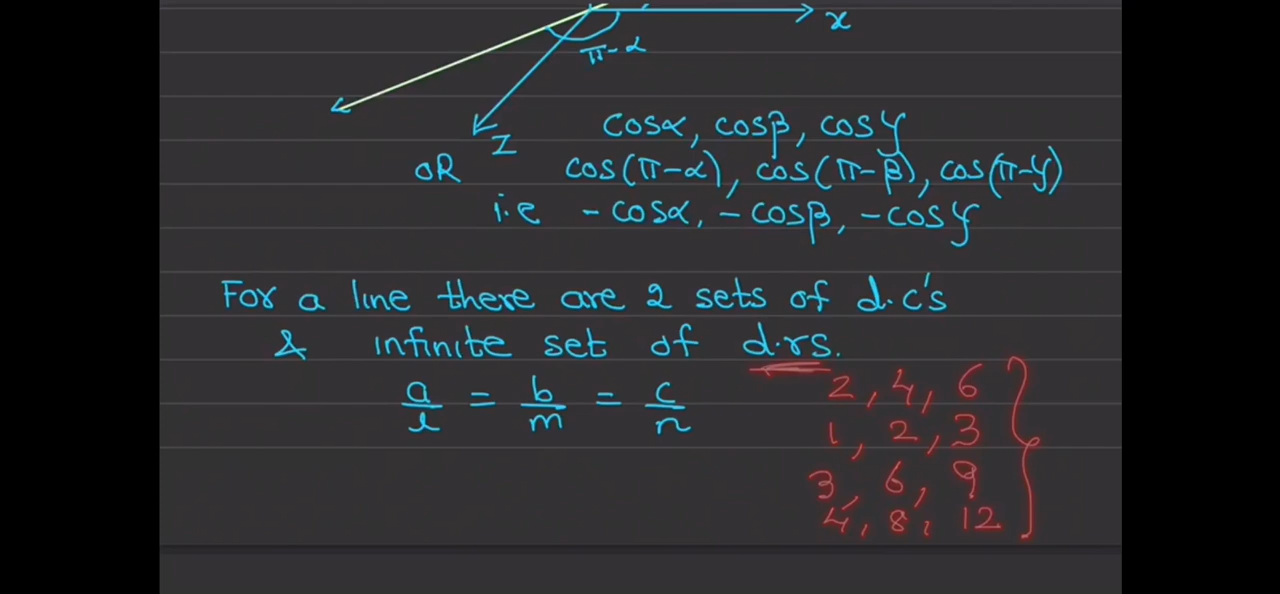 x
π-α
z
cosα, cosβ, cosγ
OR cos(π-α), cos(π-β), cos(π-γ)
i.e -cosα, -cosβ, -cosγ
For a line there are 2 sets of d.c's
& infinite set of d.rs.
a/l = b/m = c/n
2, 4, 6
1, 2, 3
3, 6, 9
4, 8, 12